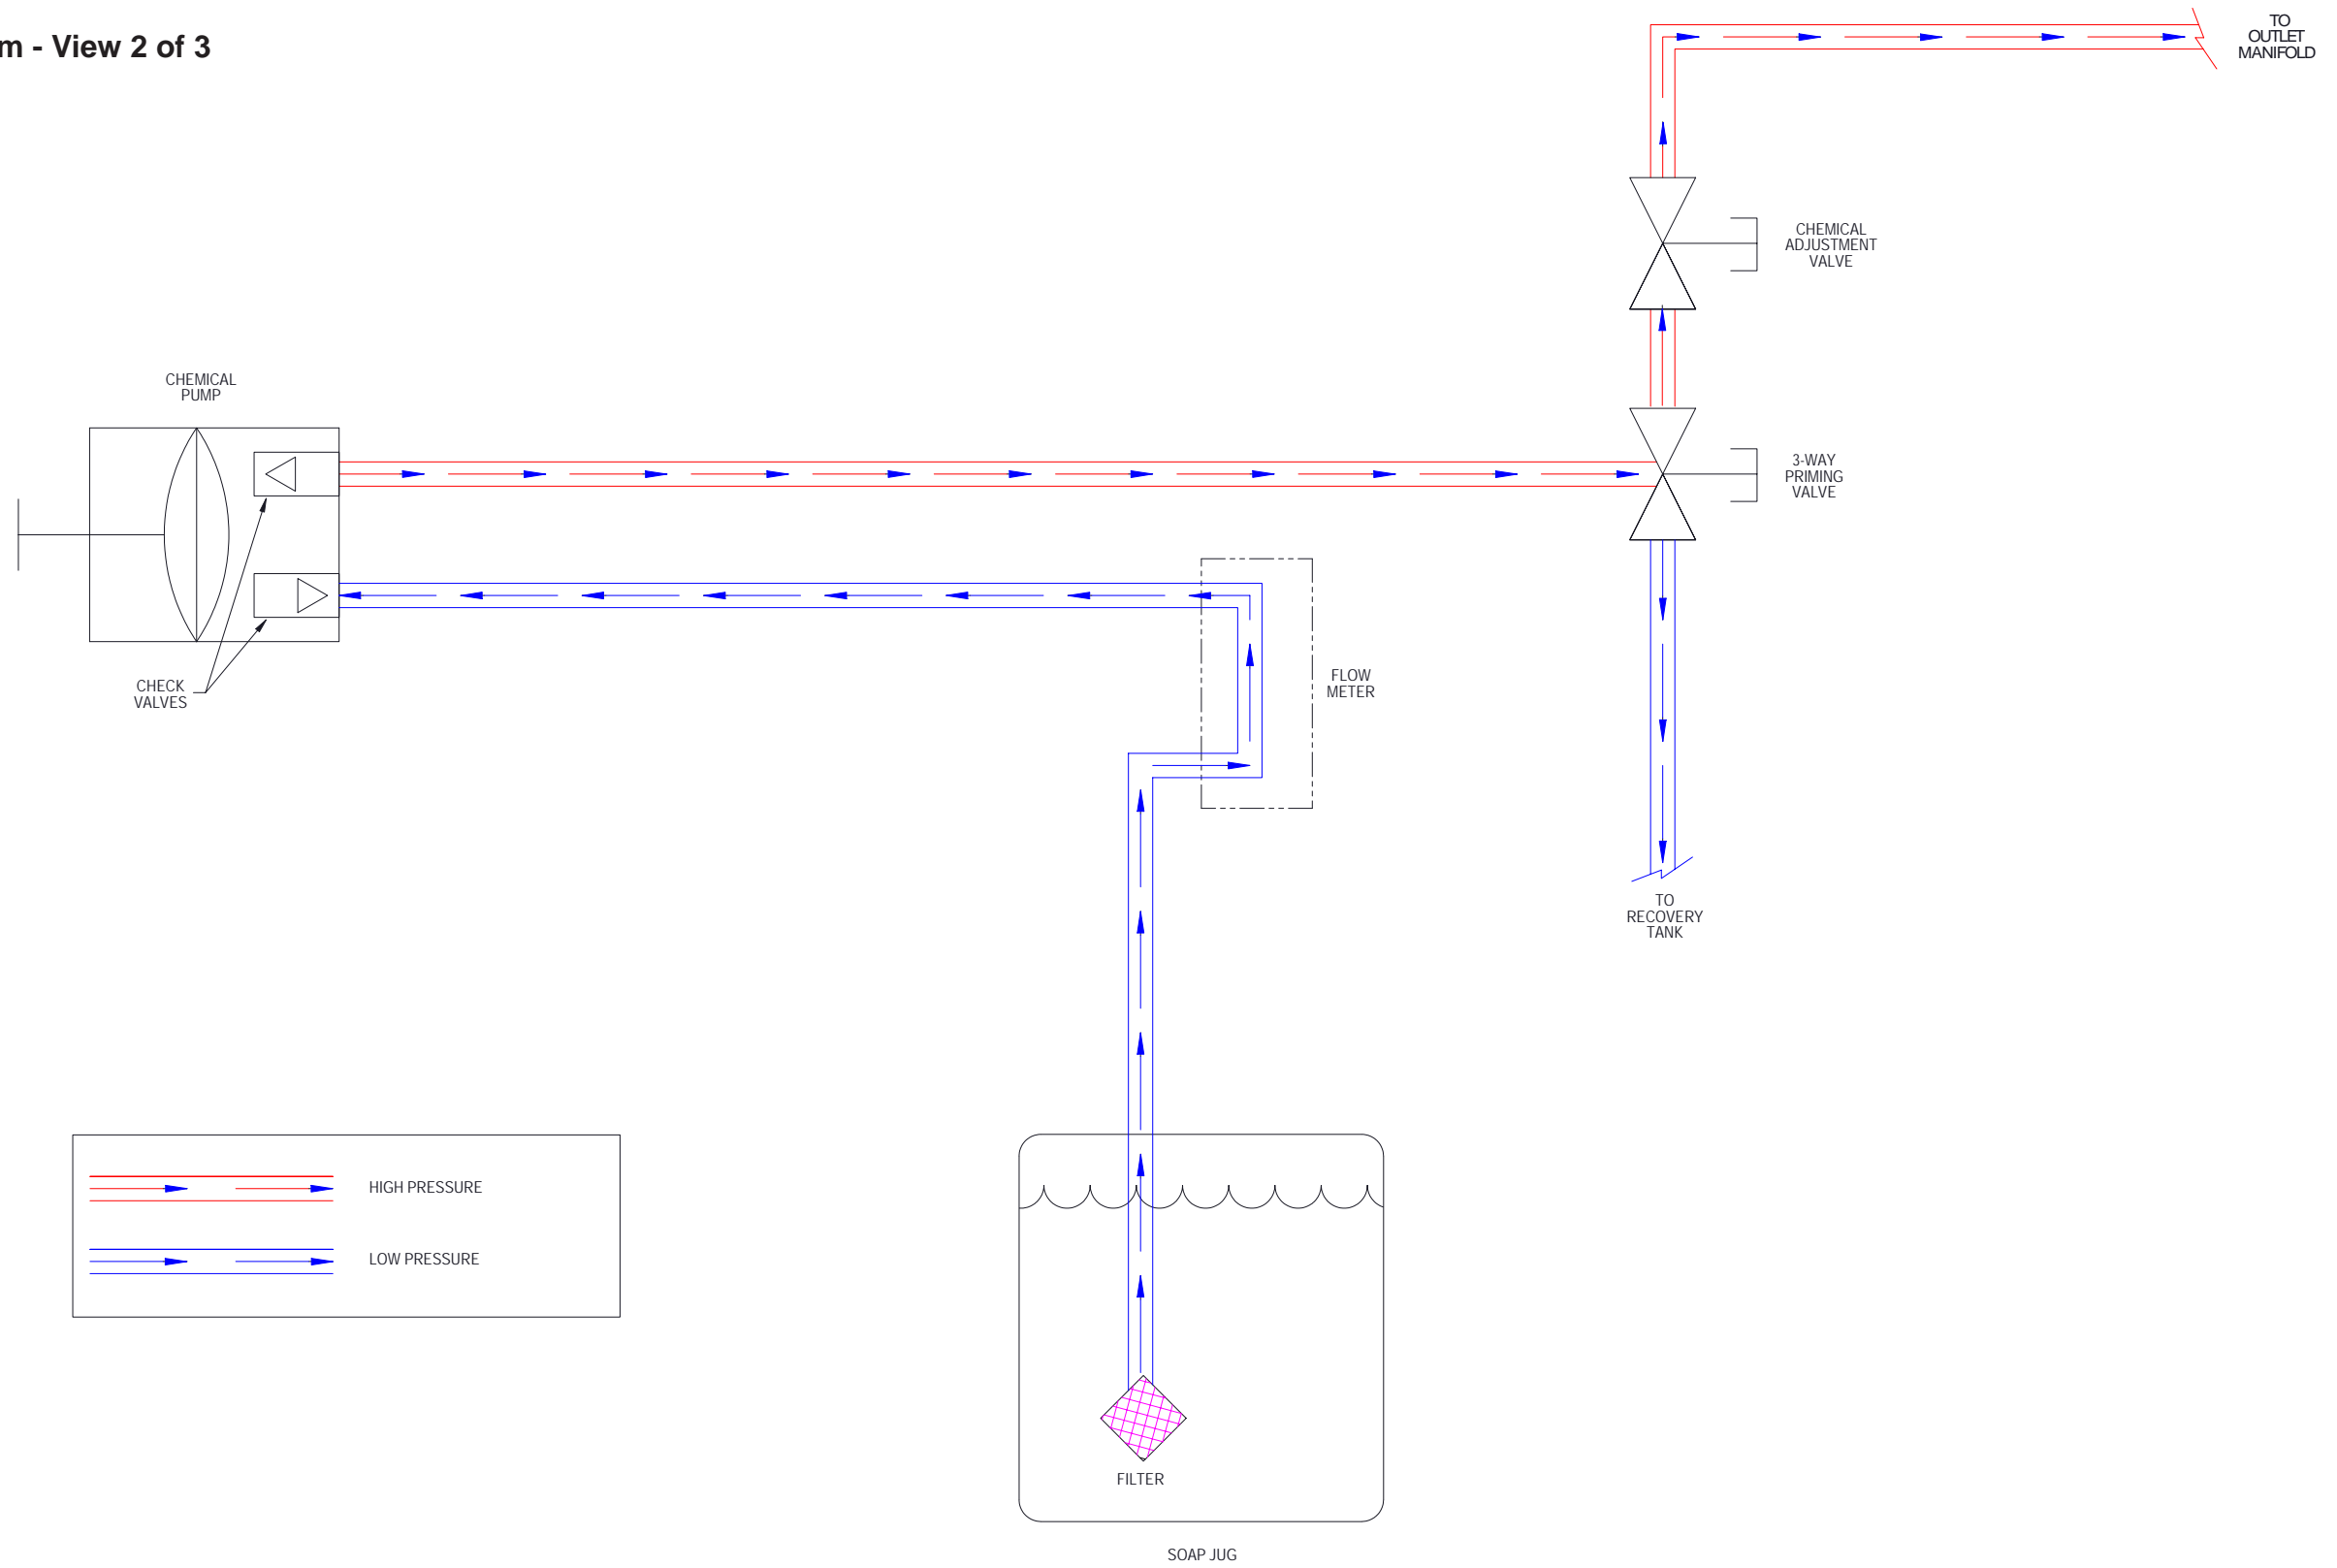 m - View 2 of 3
TO
OUTLET
MANIFOLD
CHEMICAL
ADJUSTMENT
VALVE
CHEMICAL
PUMP
3-WAY
PRIMING
VALVE
CHECK
VALVES
FLOW
METER
TO
RECOVERY
TANK
HIGH PRESSURE
LOW PRESSURE
FILTER
SOAP JUG